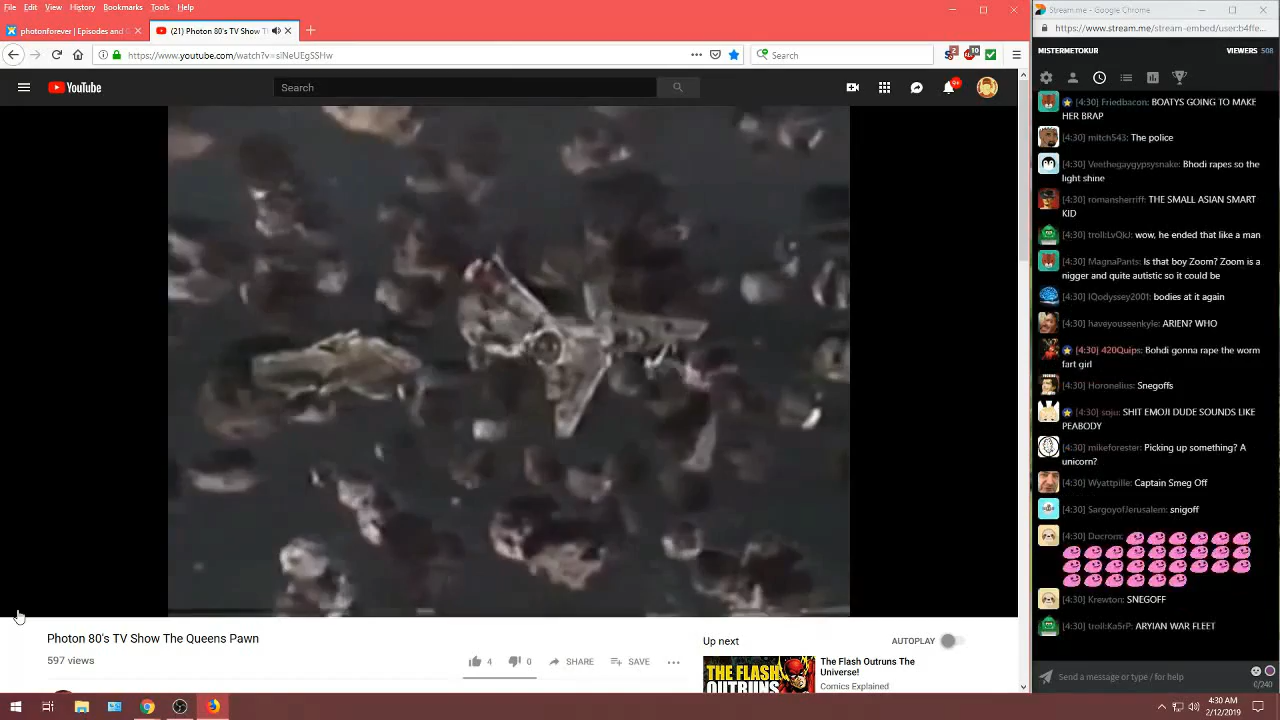 File Edit View History Bookmarks Tools Help
photonforever | Episodes and
(21) Photon 80's TV Show Th
https://www.youtube.com/watch?v=siNeUEgSSHw
Search
YouTube
Search
9+
Photon 80's TV Show The Queens Pawn
597 views
4
0
SHARE
SAVE
Up next
AUTOPLAY
THE FLASH
OUTRUNS
The Flash Outruns The
Universe!
Comics Explained
Stream.me - Google Chrome
https://www.stream.me/stream-embed/user:b4ffe...
MISTERMETOKUR
VIEWERS 508
[4:30] Friedbacon: BOATYS GOING TO MAKE
HER BRAP
[4:30] mitch543: The police
[4:30] Veethegaygypsysnake: Bhodi rapes so the
light shine
[4:30] romansherriff: THE SMALL ASIAN SMART
KID
[4:30] troll:LvQkJ: wow, he ended that like a man
[4:30] MagnaPants: Is that boy Zoom? Zoom is a
nigger and quite autistic so it could be
[4:30] IQodyssey2001: bodies at it again
[4:30] haveyouseenkyle: ARIEN? WHO
[4:30] 420Quips: Bohdi gonna rape the worm
fart girl
[4:30] Horonelius: Snegoffs
[4:30] soju: SHIT EMOJI DUDE SOUNDS LIKE
PEABODY
[4:30] mikeforester: Picking up something? A
unicorn?
[4:30] Wyattpille: Captain Smeg Off
[4:30] SargoyofJerusalem: snigoff
[4:30] Docrom:
[4:30] Krewton: SNEGOFF
[4:30] troll:Ka5rP: ARYIAN WAR FLEET
Send a message or type / for help
0/240
4:30 AM
2/12/2019